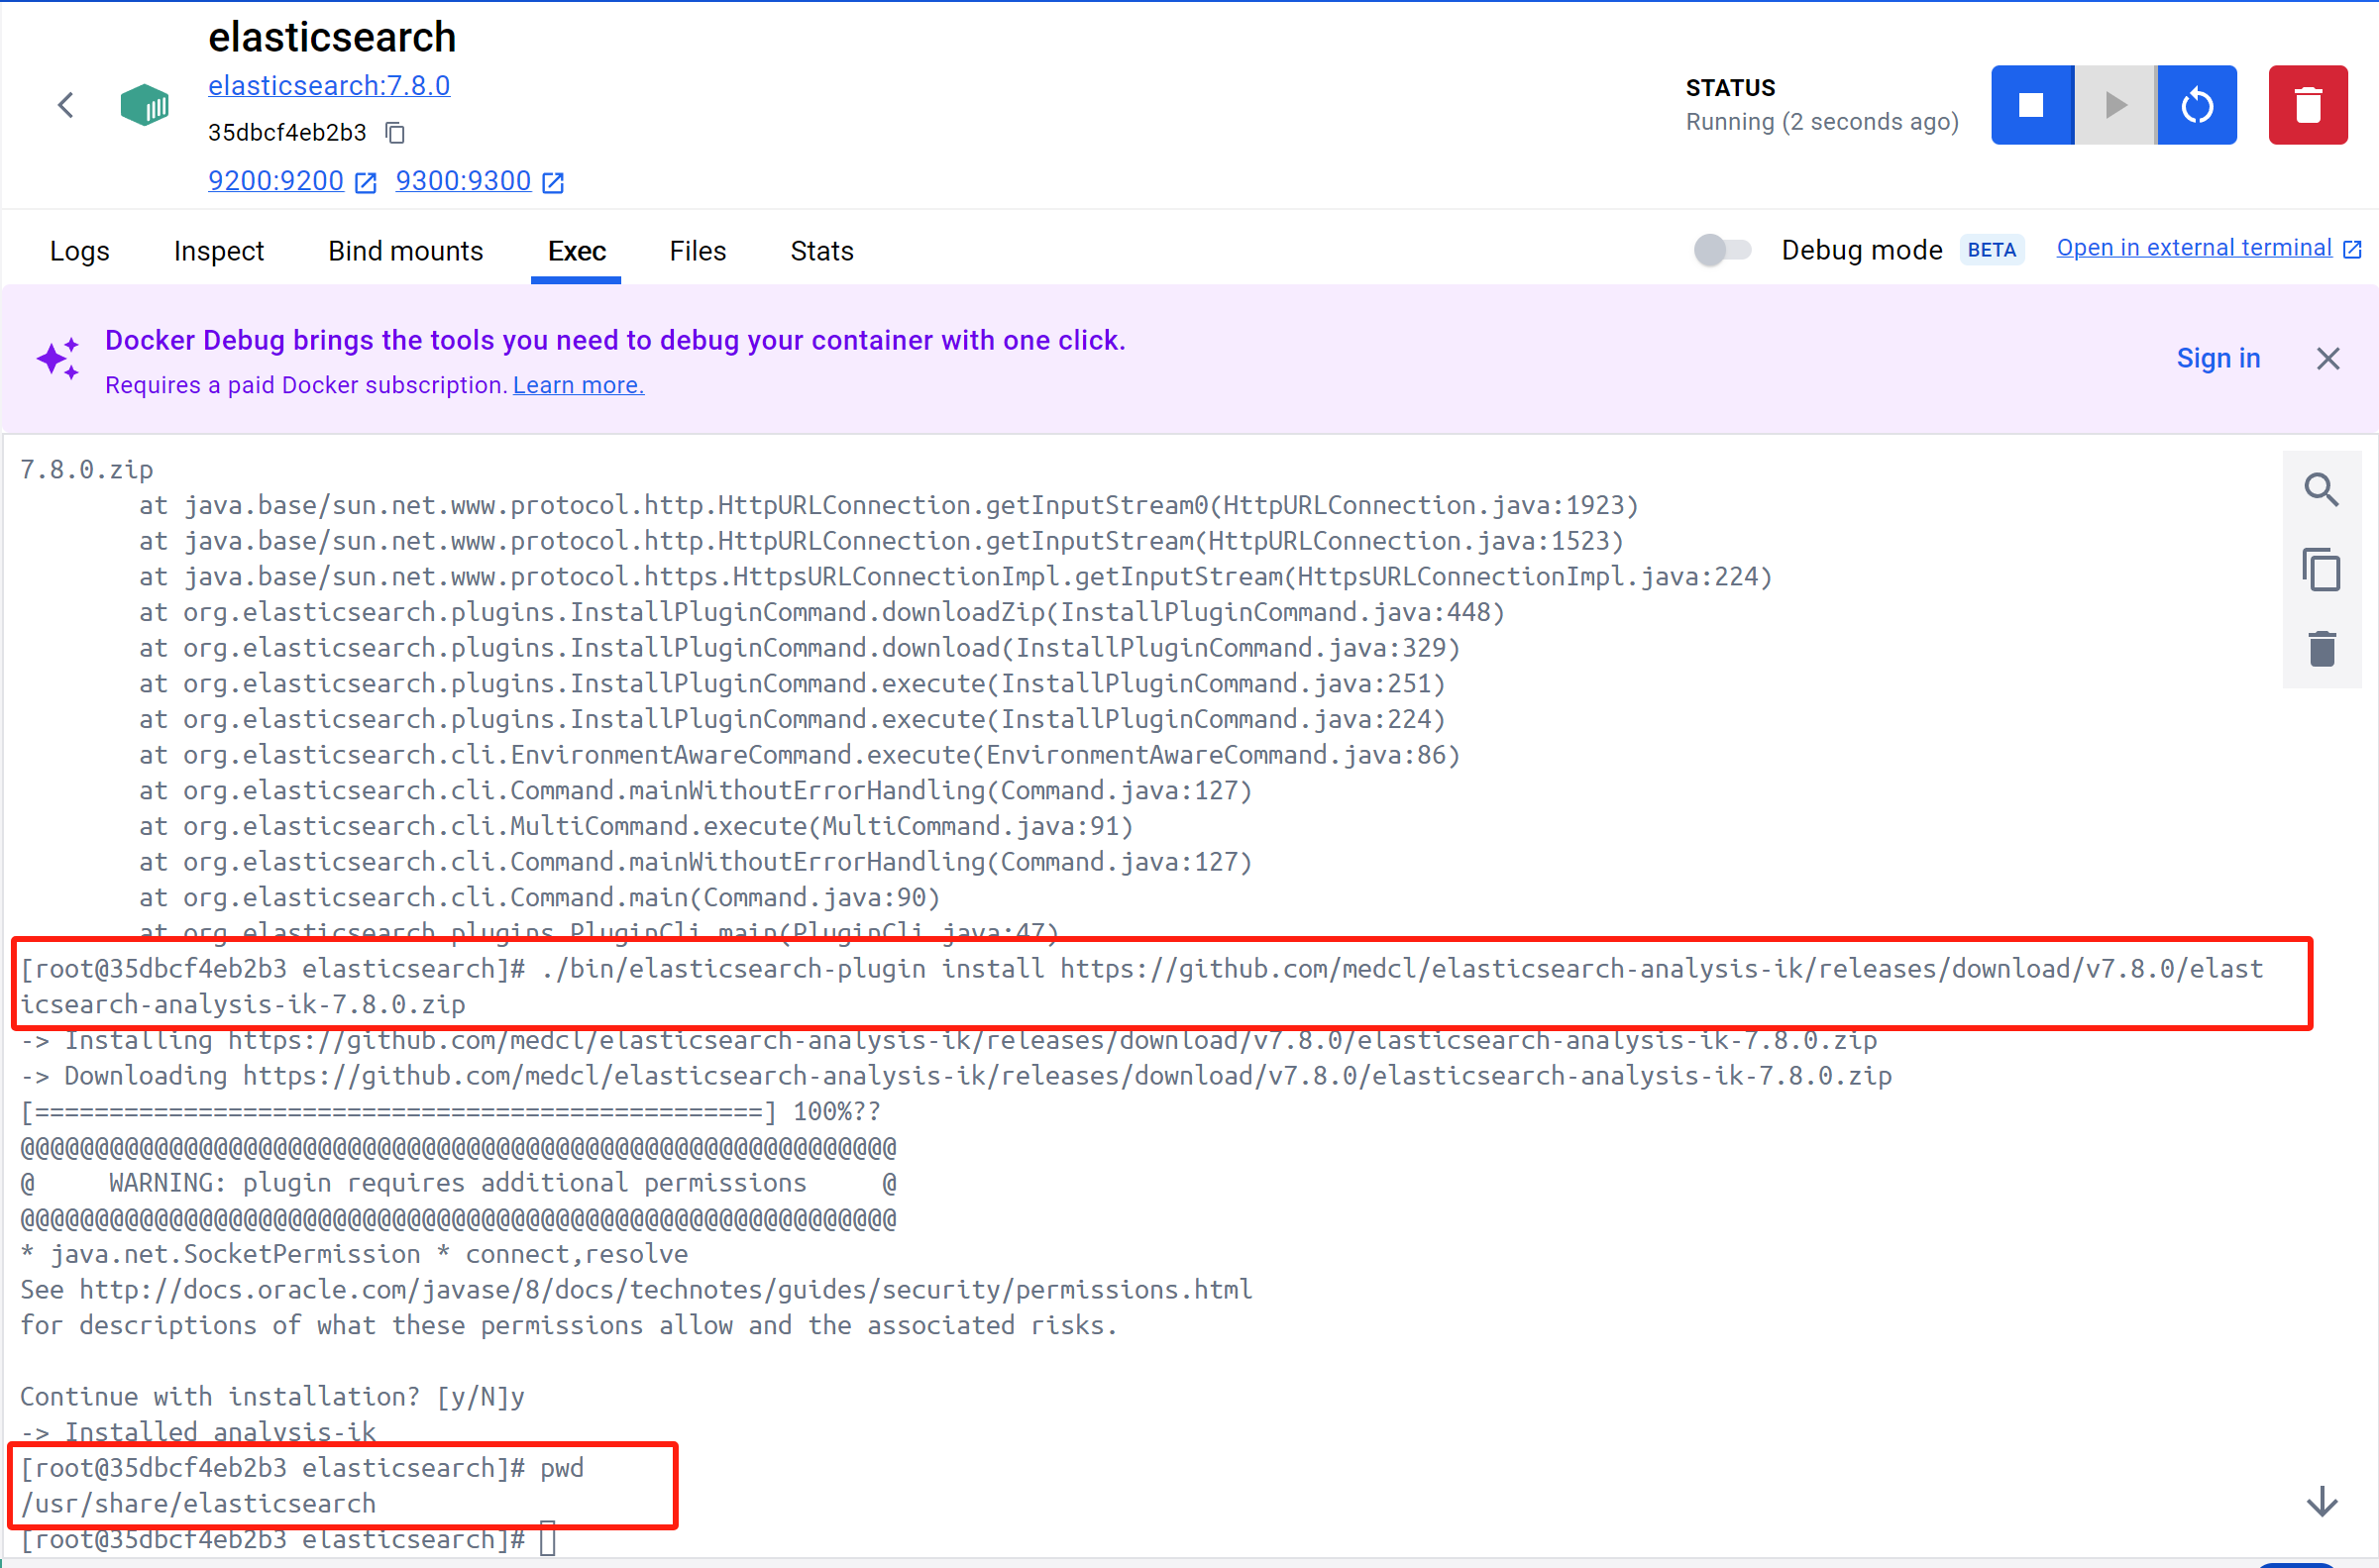 elasticsearch
elasticsearch:7.8.0
35dbcf4eb2b3
9200:9200 9300:9300
STATUS
Running (2 seconds ago)
Logs Inspect Bind mounts Exec Files Stats
Debug mode BETA Open in external terminal
Docker Debug brings the tools you need to debug your container with one click.
Requires a paid Docker subscription. Learn more.
Sign in
7.8.0.zip
        at java.base/sun.net.www.protocol.http.HttpURLConnection.getInputStream0(HttpURLConnection.java:1923)
        at java.base/sun.net.www.protocol.http.HttpURLConnection.getInputStream(HttpURLConnection.java:1523)
        at java.base/sun.net.www.protocol.https.HttpsURLConnectionImpl.getInputStream(HttpsURLConnectionImpl.java:224)
        at org.elasticsearch.plugins.InstallPluginCommand.downloadZip(InstallPluginCommand.java:448)
        at org.elasticsearch.plugins.InstallPluginCommand.download(InstallPluginCommand.java:329)
        at org.elasticsearch.plugins.InstallPluginCommand.execute(InstallPluginCommand.java:251)
        at org.elasticsearch.plugins.InstallPluginCommand.execute(InstallPluginCommand.java:224)
        at org.elasticsearch.cli.EnvironmentAwareCommand.execute(EnvironmentAwareCommand.java:86)
        at org.elasticsearch.cli.Command.mainWithoutErrorHandling(Command.java:127)
        at org.elasticsearch.cli.MultiCommand.execute(MultiCommand.java:91)
        at org.elasticsearch.cli.Command.mainWithoutErrorHandling(Command.java:127)
        at org.elasticsearch.cli.Command.main(Command.java:90)
        at org.elasticsearch.plugins.PluginCli.main(PluginCli.java:47)
[root@35dbcf4eb2b3 elasticsearch]# ./bin/elasticsearch-plugin install https://github.com/medcl/elasticsearch-analysis-ik/releases/download/v7.8.0/elast
icsearch-analysis-ik-7.8.0.zip
-> Installing https://github.com/medcl/elasticsearch-analysis-ik/releases/download/v7.8.0/elasticsearch-analysis-ik-7.8.0.zip
-> Downloading https://github.com/medcl/elasticsearch-analysis-ik/releases/download/v7.8.0/elasticsearch-analysis-ik-7.8.0.zip
[=================================================] 100%??
@@@@@@@@@@@@@@@@@@@@@@@@@@@@@@@@@@@@@@@@@@@@@@@@@@@@@@@@@@@
@     WARNING: plugin requires additional permissions     @
@@@@@@@@@@@@@@@@@@@@@@@@@@@@@@@@@@@@@@@@@@@@@@@@@@@@@@@@@@@
* java.net.SocketPermission * connect,resolve
See http://docs.oracle.com/javase/8/docs/technotes/guides/security/permissions.html
for descriptions of what these permissions allow and the associated risks.
Continue with installation? [y/N]y
-> Installed analysis-ik
[root@35dbcf4eb2b3 elasticsearch]# pwd
/usr/share/elasticsearch
[root@35dbcf4eb2b3 elasticsearch]#